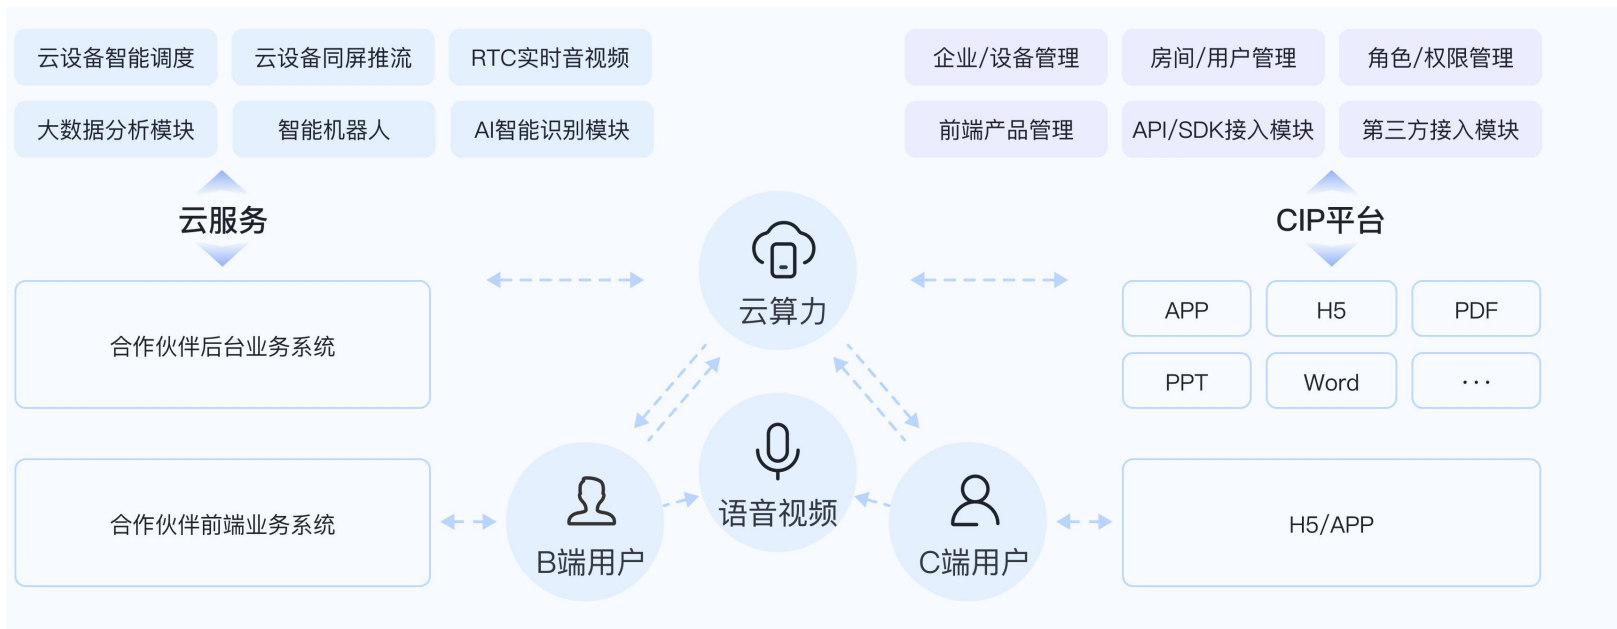 云设备智能调度
云设备同屏推流
RTC实时音视频
企业/设备管理
房间/用户管理
角色/权限管理
大数据分析模块
智能机器人
AI智能识别模块
前端产品管理
API/SDK接入模块
第三方接入模块
云服务
CIP平台
云算力
合作伙伴后台业务系统
APP
H5
PDF
PPT
Word
···
语音视频
合作伙伴前端业务系统
B端用户
C端用户
H5/APP